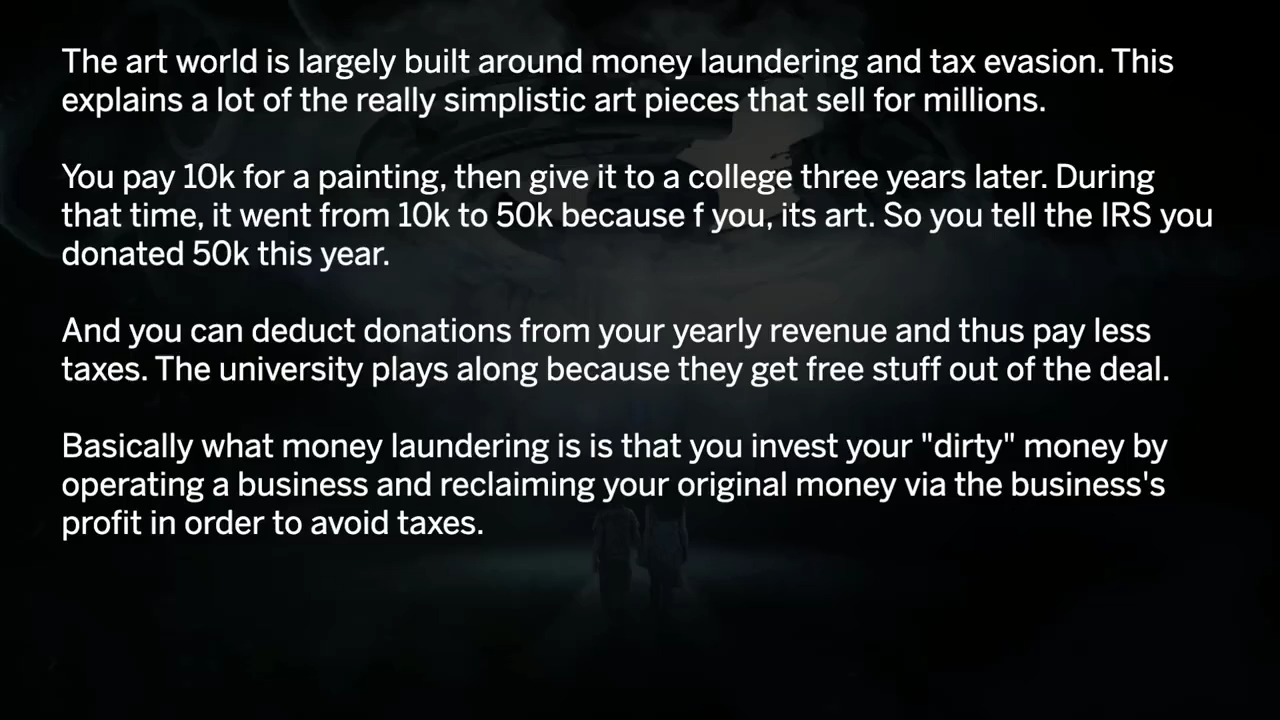 The art world is largely built around money laundering and tax evasion. This
explains a lot of the really simplistic art pieces that sell for millions.
You pay 10k for a painting, then give it to a college three years later. During
that time, it went from 10k to 50k because f you, its art. So you tell the IRS you
donated 50k this year.
And you can deduct donations from your yearly revenue and thus pay less
taxes. The university plays along because they get free stuff out of the deal.
Basically what money laundering is is that you invest your "dirty" money by
operating a business and reclaiming your original money via the business's
profit in order to avoid taxes.